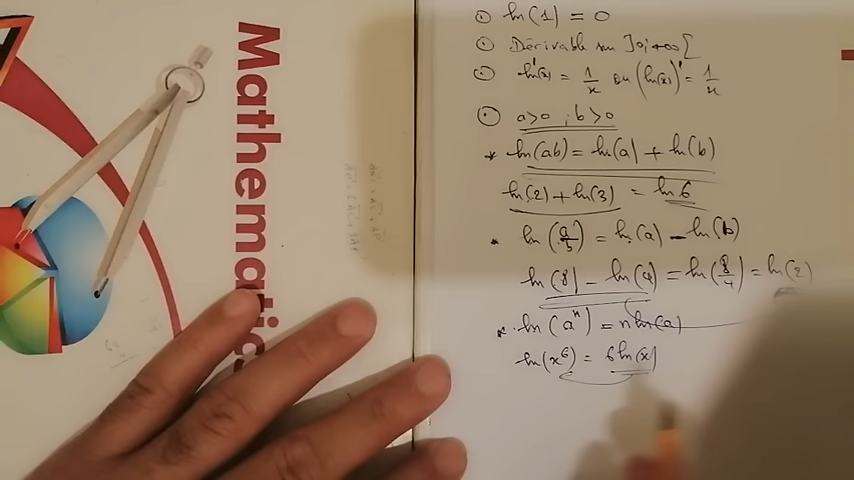 Mathematic
ln(1) = 0
Dérivable sur ]0;+∞[
ln'(x) = 1/x ou (ln(x))' = 1/x
a>0 ; b>0
* ln(ab) = ln(a) + ln(b)
ln(2) + ln(3) = ln 6
* ln(a/b) = ln(a) - ln(b)
ln(8) - ln(4) = ln(8/4) = ln(2)
* ln(a^n) = n ln(a)
ln(x^6) = 6 ln(x)